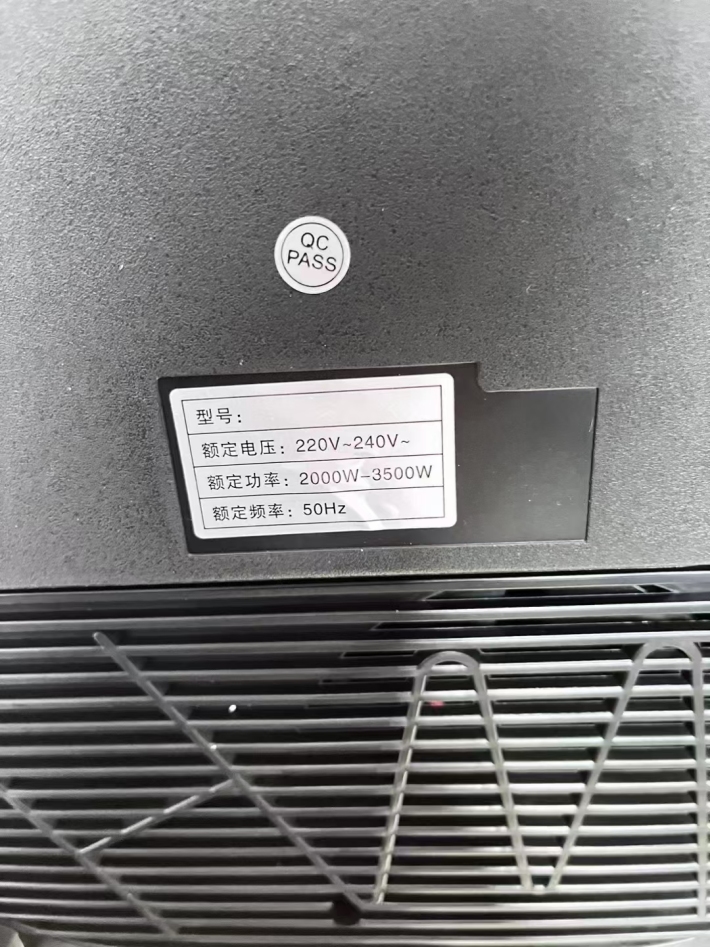 QC
PASS
型号：
额定电压：220V~240V~
额定功率：2000W-3500W
额定频率：50Hz